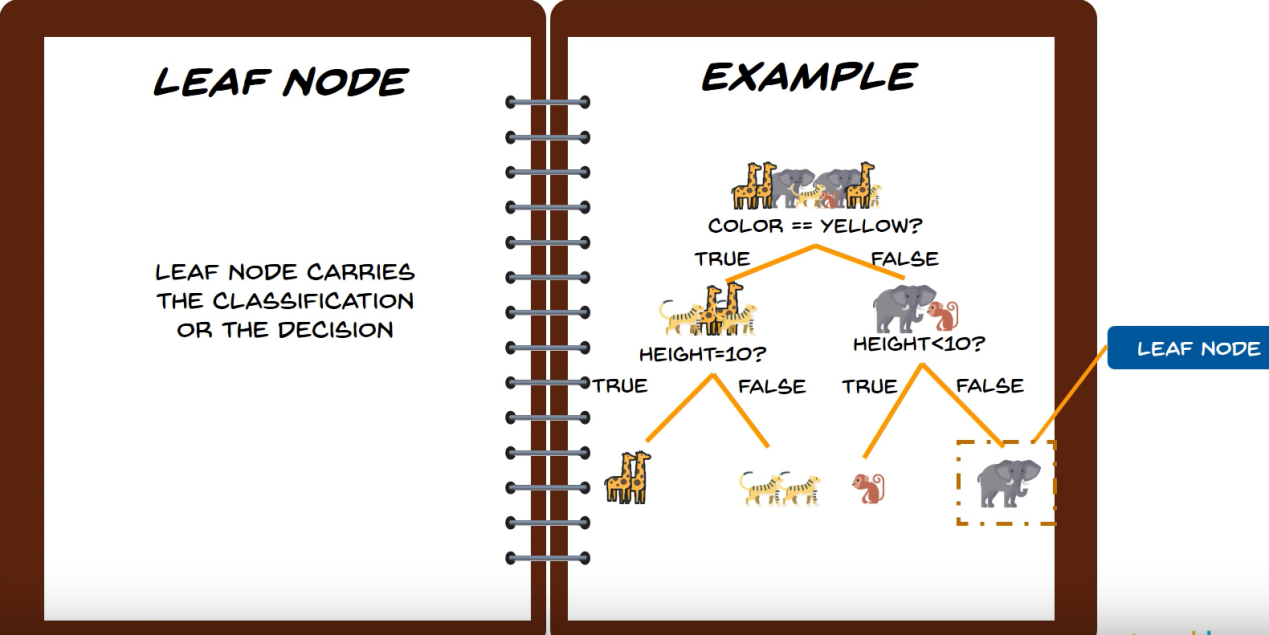 LEAF NODE
LEAF NODE CARRIES
THE CLASSIFICATION
OR THE DECISION
EXAMPLE
COLOR == YELLOW?
TRUE
FALSE
HEIGHT=10?
HEIGHT<10?
TRUE
FALSE
TRUE
FALSE
LEAF NODE